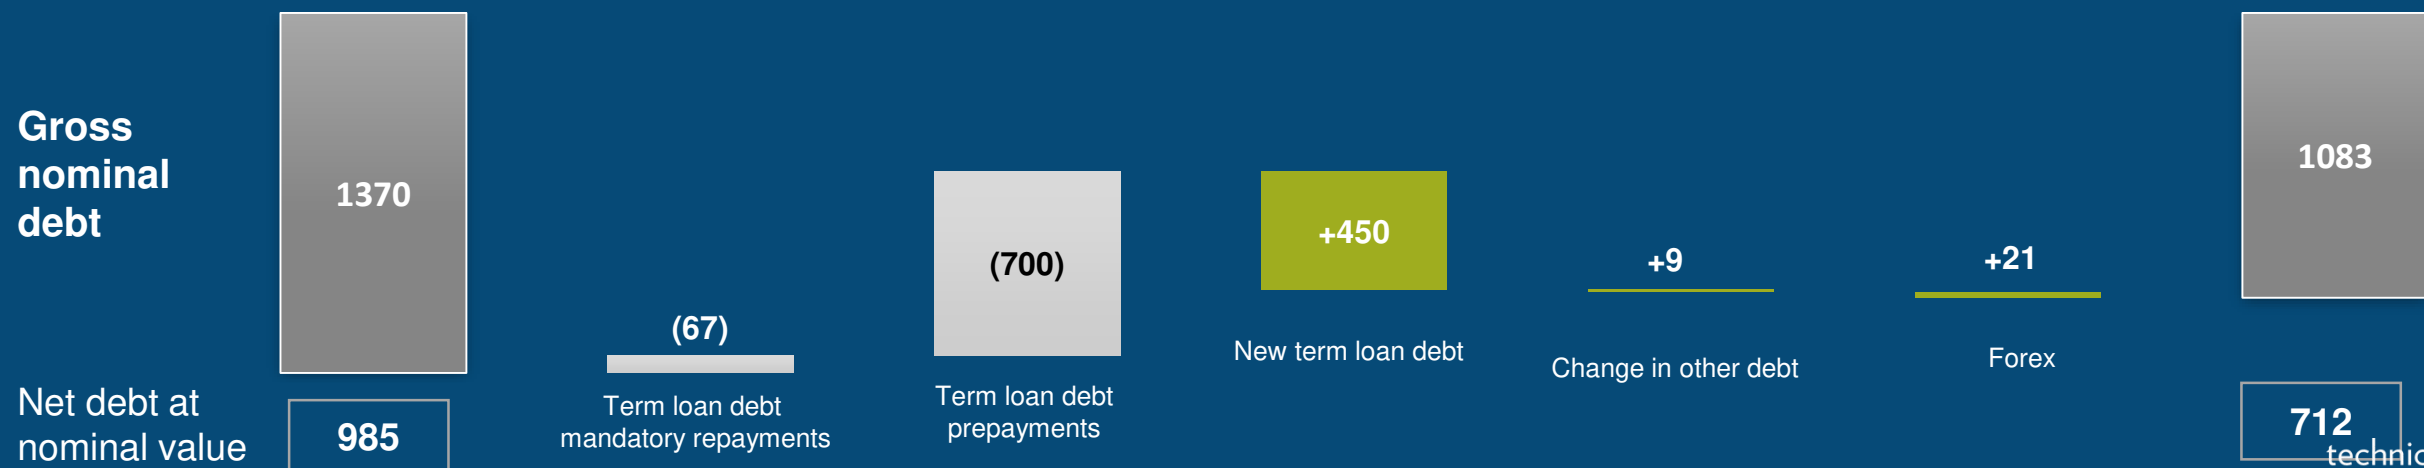 Gross
nominal
debt
1370
(67)
Term loan debt
mandatory repayments
(700)
Term loan debt
prepayments
+450
New term loan debt
+9
Change in other debt
+21
Forex
1083
Net debt at
nominal value
985
712